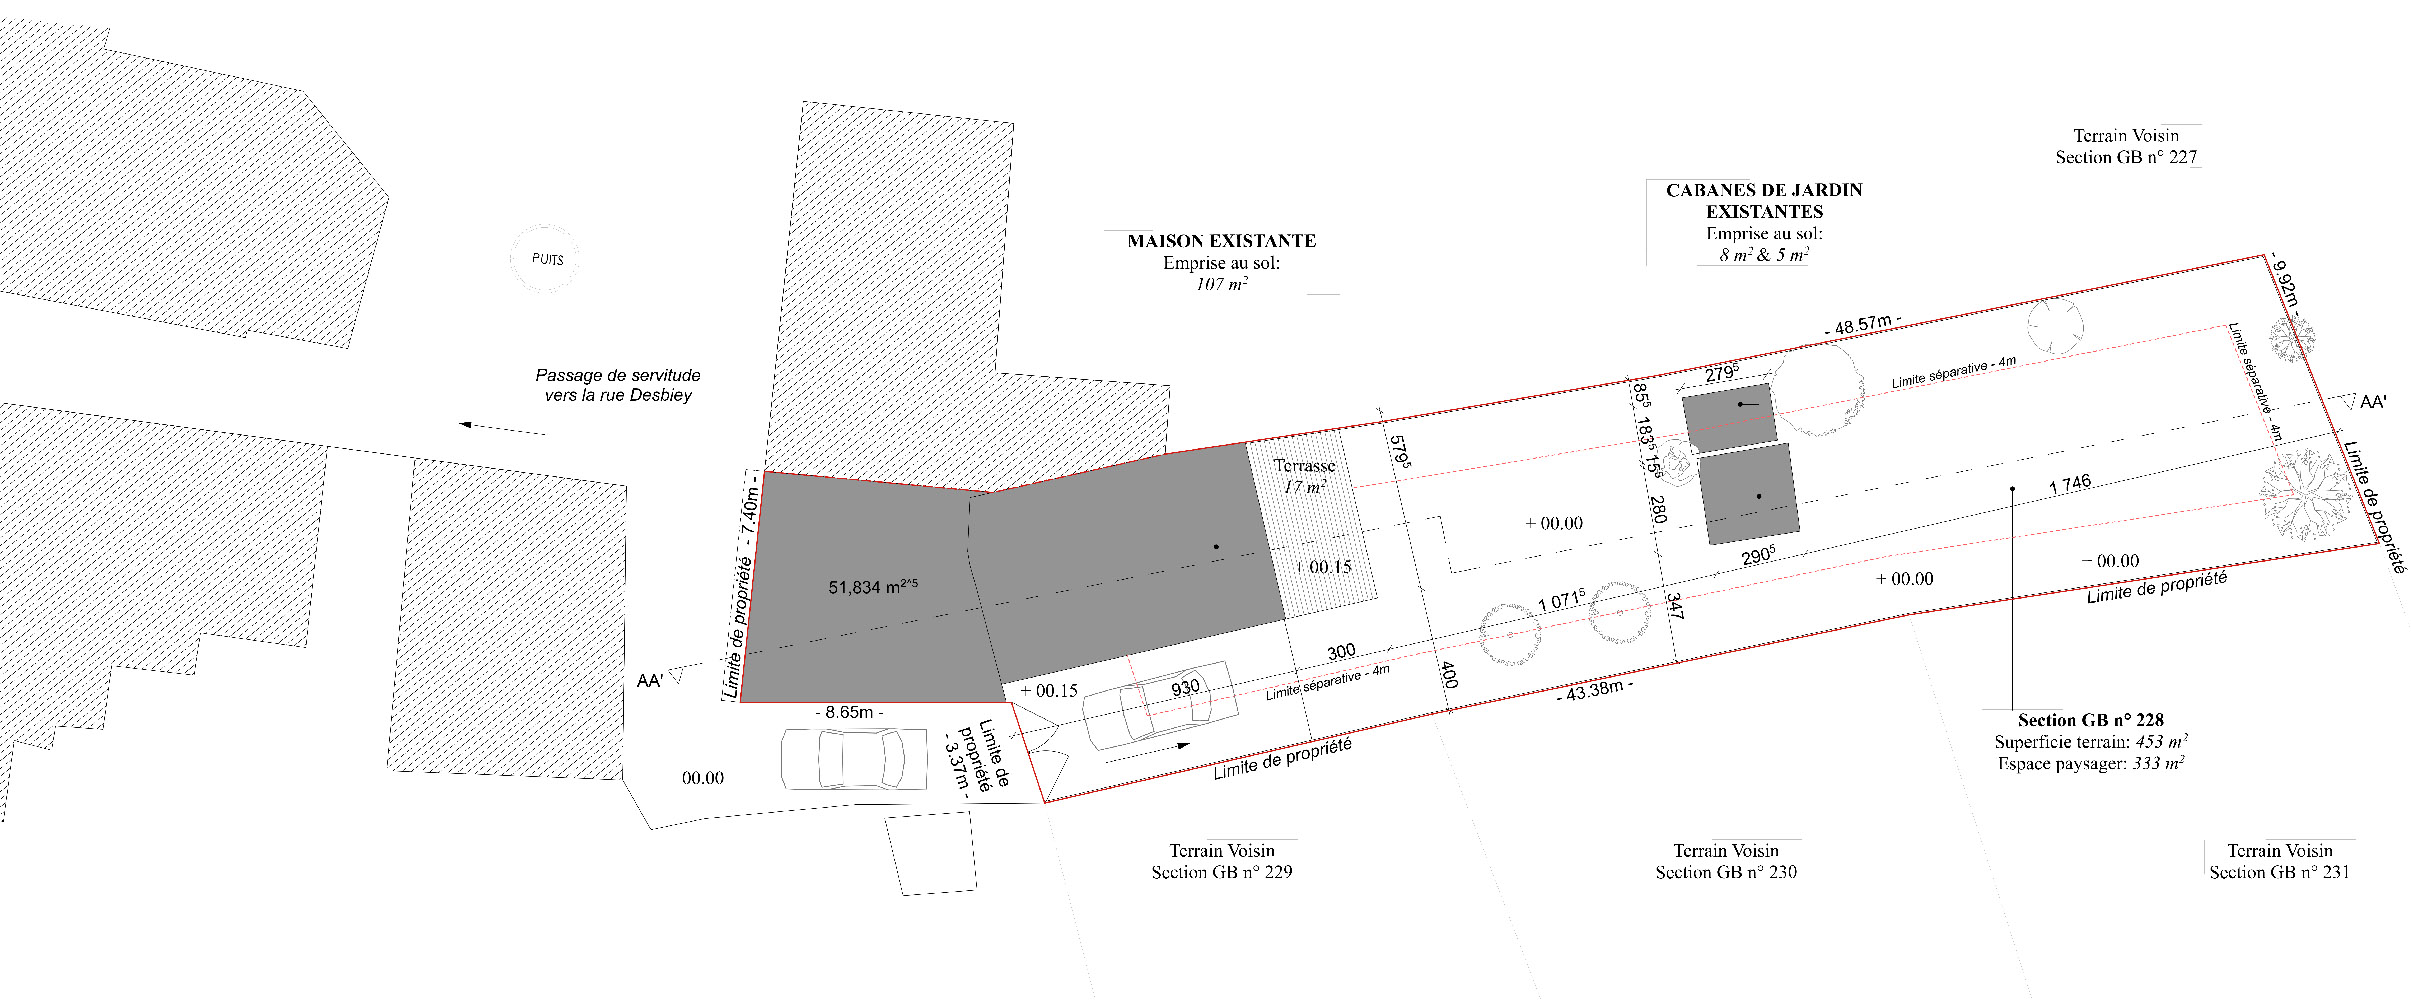 Terrain Voisin
Section GB n° 227
CABANES DE JARDIN
EXISTANTES
Emprise au sol:
8 m² & 5 m²
MAISON EXISTANTE
Emprise au sol:
107 m²
PUITS
Passage de servitude
vers la rue Desbiey
- 9.92m -
- 48.57m -
Limite séparative - 4m
Limite séparative - 4m
279⁵
85⁵
183⁵
15⁵
280
347
AA'
Limite de propriété
Terrasse
17 m²
579⁵
+ 00.00
1 746
290⁵
1 071⁵
+ 00.00
00.00
Limite de propriété
Limite de propriété - 7.40m -
51,834 m²^⁵
00.15
AA'
+ 00.15
930
300
Limite séparative - 4m
400
- 43.38m -
- 8.65m -
Limite de
propriété
- 3.37m -
00.00
Limite de propriété
Section GB n° 228
Superficie terrain: 453 m²
Espace paysager: 333 m²
Terrain Voisin
Section GB n° 229
Terrain Voisin
Section GB n° 230
Terrain Voisin
Section GB n° 231